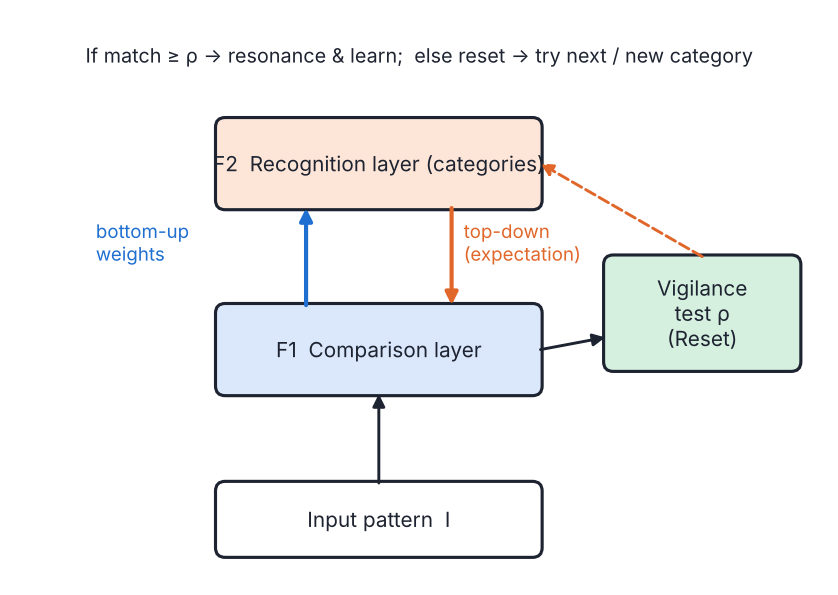 If match ≥ ρ → resonance & learn;  else reset → try next / new category
F2  Recognition layer (categories)
bottom-up
weights
top-down
(expectation)
Vigilance
test ρ
(Reset)
F1  Comparison layer
Input pattern  I